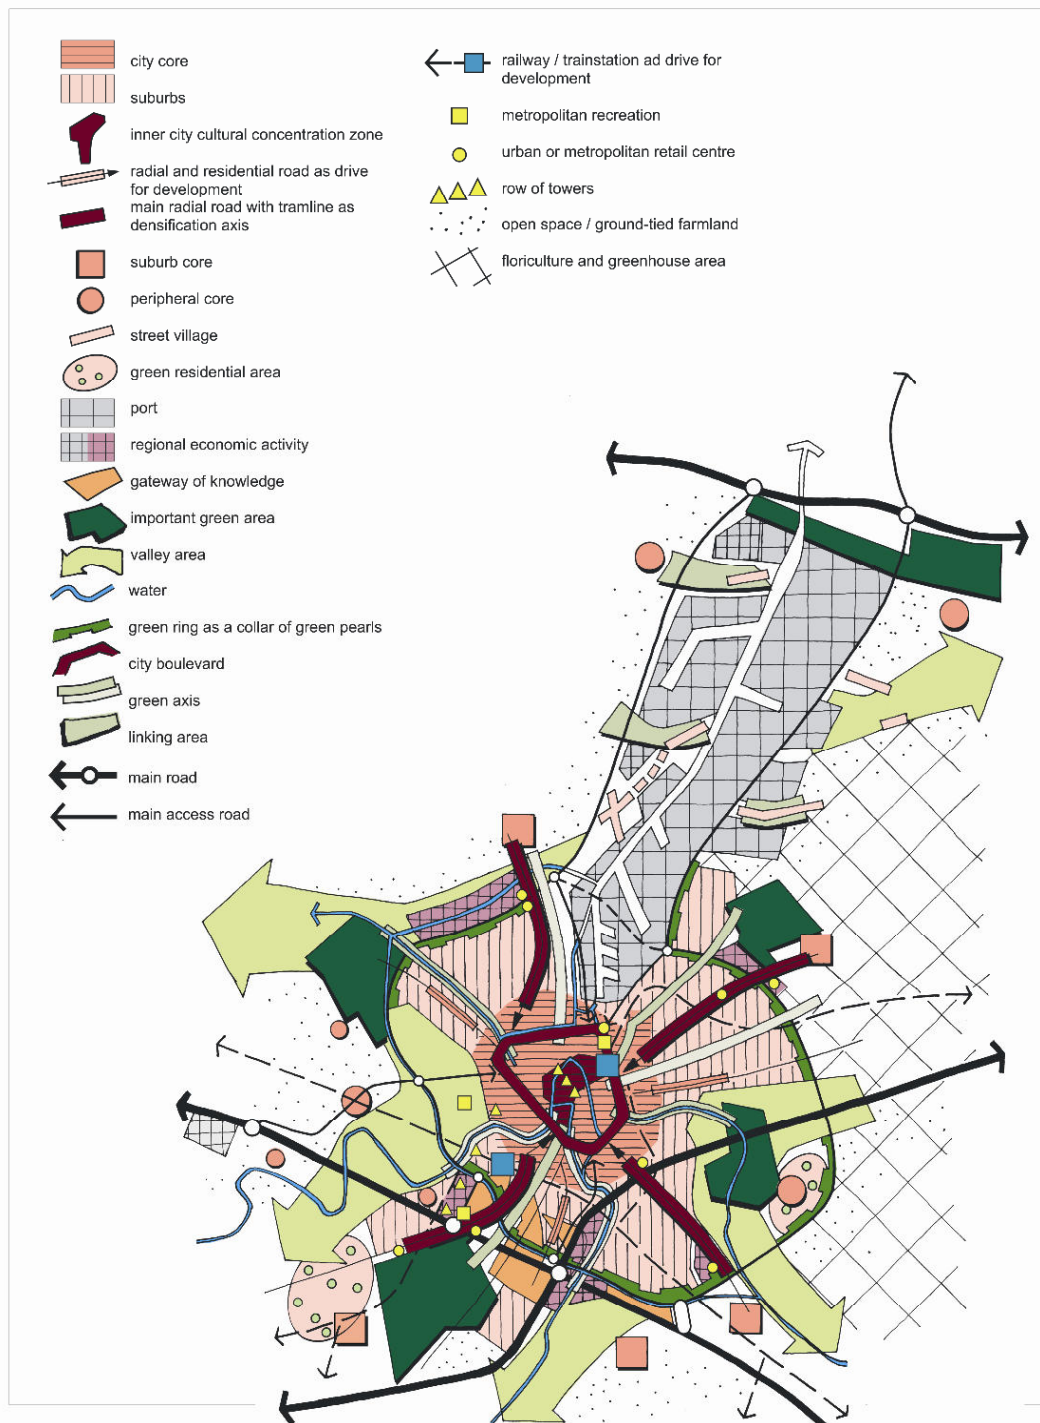 city core
suburbs
inner city cultural concentration zone
radial and residential road as drive
for development
main radial road with tramline as
densification axis
suburb core
peripheral core
street village
green residential area
port
regional economic activity
gateway of knowledge
important green area
valley area
water
green ring as a collar of green pearls
city boulevard
green axis
linking area
main road
main access road
railway / trainstation ad drive for
development
metropolitan recreation
urban or metropolitan retail centre
row of towers
open space / ground-tied farmland
floriculture and greenhouse area